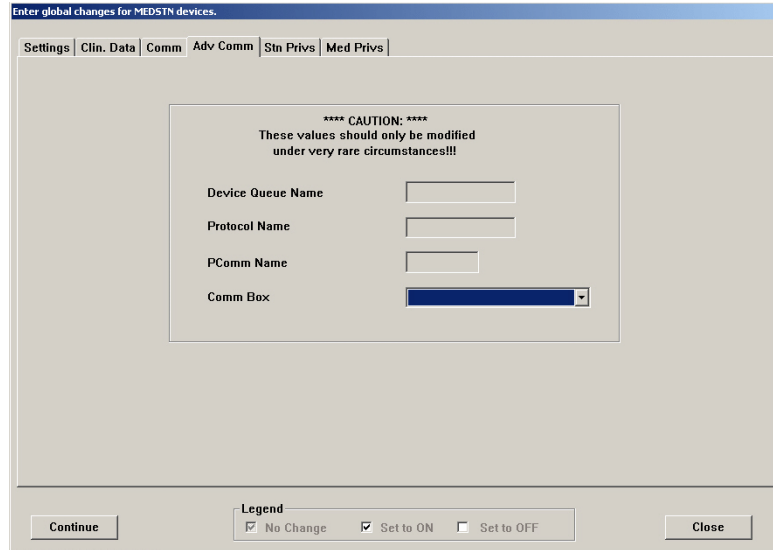 Enter global changes for MEDSTN devices.
Settings Clin. Data Comm Adv Comm Stn Privs Med Privs
**** CAUTION: ****
These values should only be modified
under very rare circumstances!!!
Device Queue Name
Protocol Name
PComm Name
Comm Box
Legend
Continue No Change Set to ON Set to OFF Close